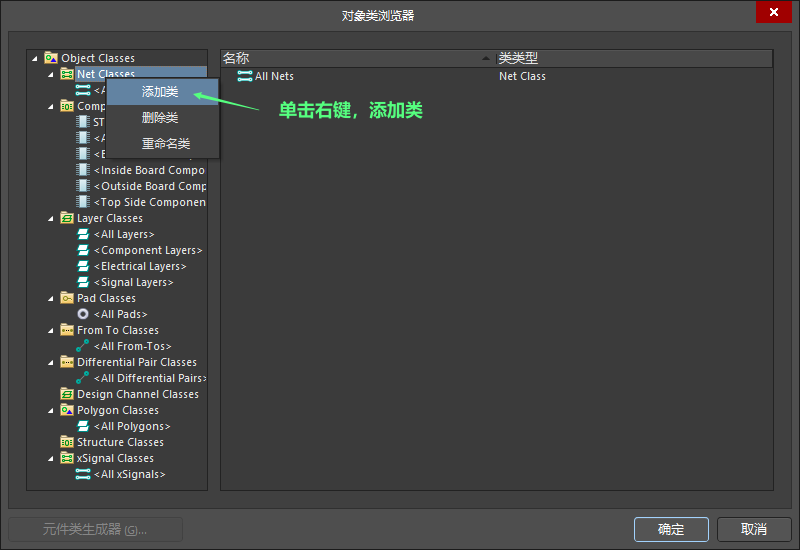 对象类浏览器
Object Classes
Net Classes
<A
Comp
ST
<A
<Inside Board Compo
<Outside Board Comp
<Top Side Componen
Layer Classes
<All Layers>
<Component Layers>
<Electrical Layers>
<Signal Layers>
Pad Classes
<All Pads>
From To Classes
<All From-Tos>
Differential Pair Classes
<All Differential Pairs>
Design Channel Classes
Polygon Classes
<All Polygons>
Structure Classes
xSignal Classes
<All xSignals>
添加类
删除类
重命名类
名称 类类型
All Nets Net Class
单击右键，添加类
元件类生成器 (G)...
确定 取消